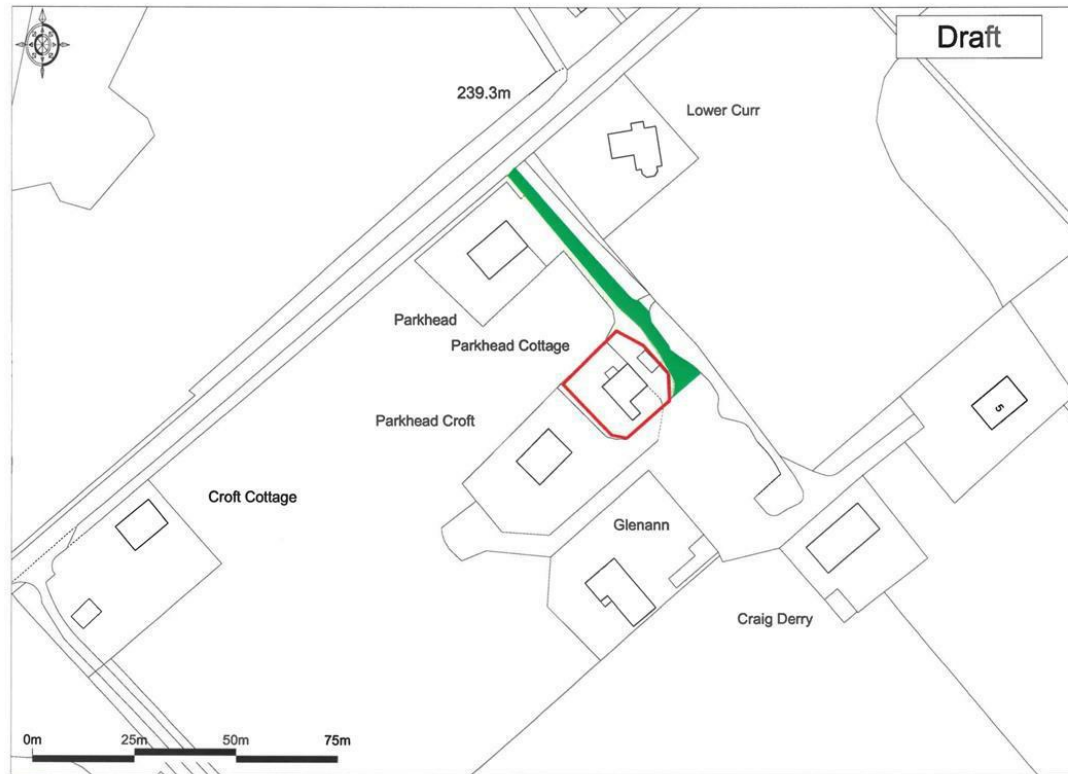 Draft
239.3m
Lower Curr
Parkhead
Parkhead Cottage
Parkhead Croft
5
Croft Cottage
Glenann
Craig Derry
0m 25m 50m 75m